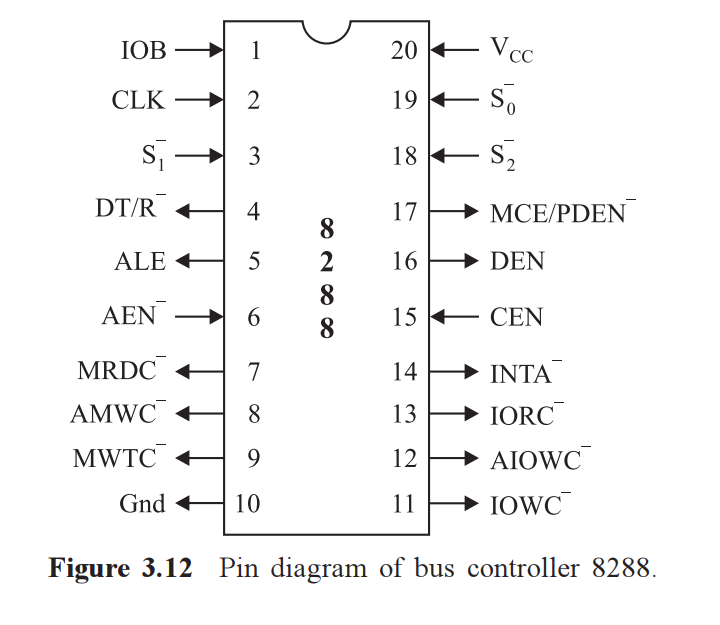 IOB 1 20 V_CC
CLK 2 19 S₀¯
S₁¯ 3 18 S₂¯
DT/R¯ 4 17 MCE/PDEN¯
ALE 5 16 DEN
AEN¯ 6 15 CEN
8
2
8
8
MRDC¯ 7 14 INTA¯
AMWC¯ 8 13 IORC¯
MWTC¯ 9 12 AIOWC¯
Gnd 10 11 IOWC¯
Figure 3.12 Pin diagram of bus controller 8288.